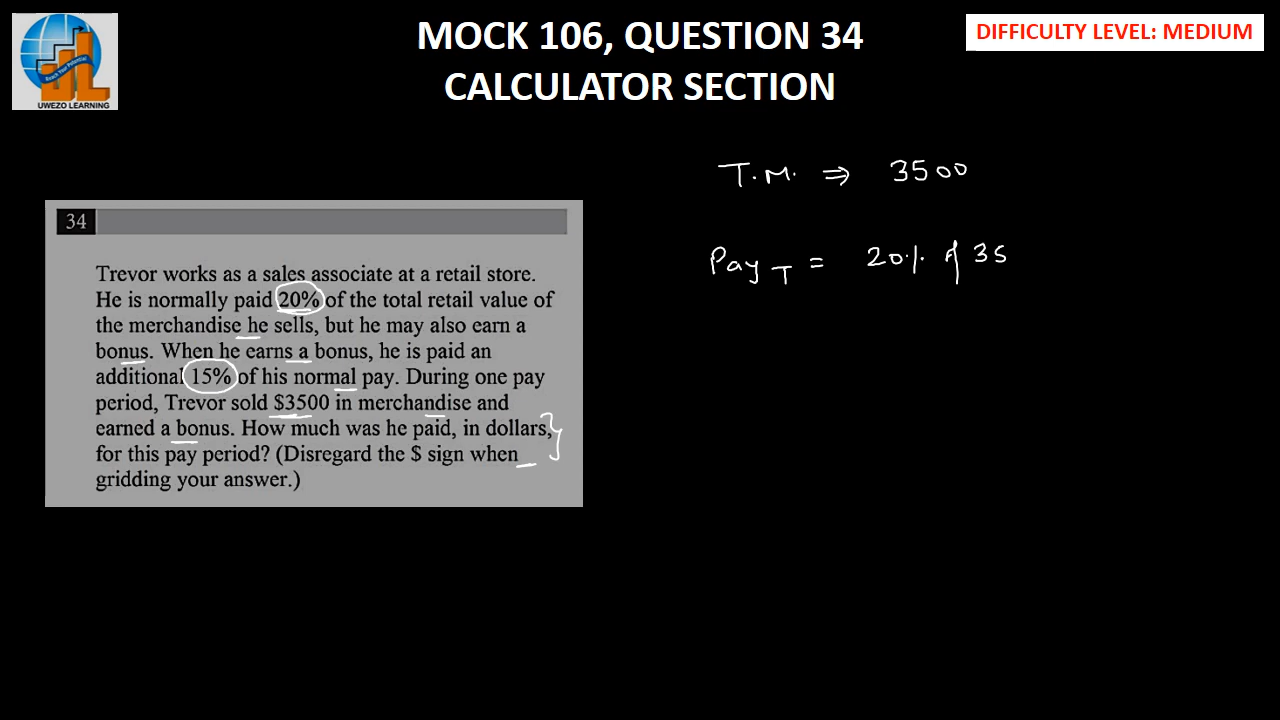 MOCK 106, QUESTION 34
CALCULATOR SECTION
DIFFICULTY LEVEL: MEDIUM
Reach Your Potential
UWEZO LEARNING
34
Trevor works as a sales associate at a retail store.
He is normally paid 20% of the total retail value of
the merchandise he sells, but he may also earn a
bonus. When he earns a bonus, he is paid an
additional 15% of his normal pay. During one pay
period, Trevor sold $3500 in merchandise and
earned a bonus. How much was he paid, in dollars,
for this pay period? (Disregard the $ sign when
gridding your answer.)
T.M. ⇒ 3500
Pay T = 20% of 35